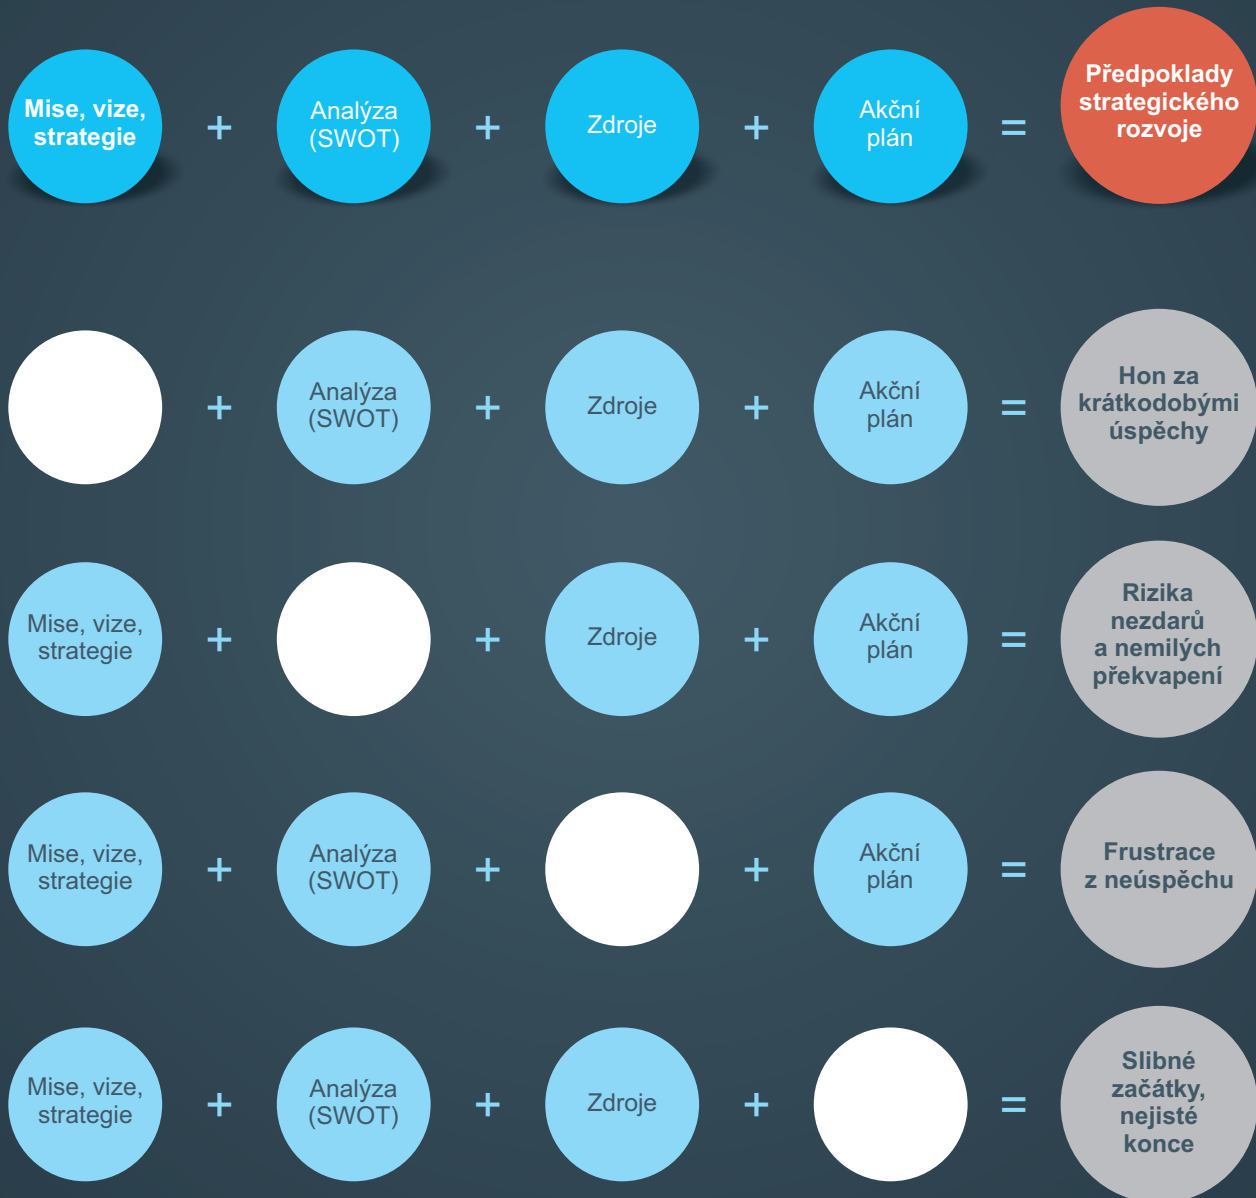 Mise, vize,
strategie
+
Analýza
(SWOT)
+
Zdroje
+
Akční
plán
=
Předpoklady
strategického
rozvoje
+
Analýza
(SWOT)
+
Zdroje
+
Akční
plán
=
Hon za
krátkodobými
úspěchy
Mise, vize,
strategie
+
+
Zdroje
+
Akční
plán
=
Rizika
nezdarů
a nemilých
překvapení
Mise, vize,
strategie
+
Analýza
(SWOT)
+
+
Akční
plán
=
Frustrace
z neúspěchu
Mise, vize,
strategie
+
Analýza
(SWOT)
+
Zdroje
+
=
Slibné
začátky,
nejisté
konce